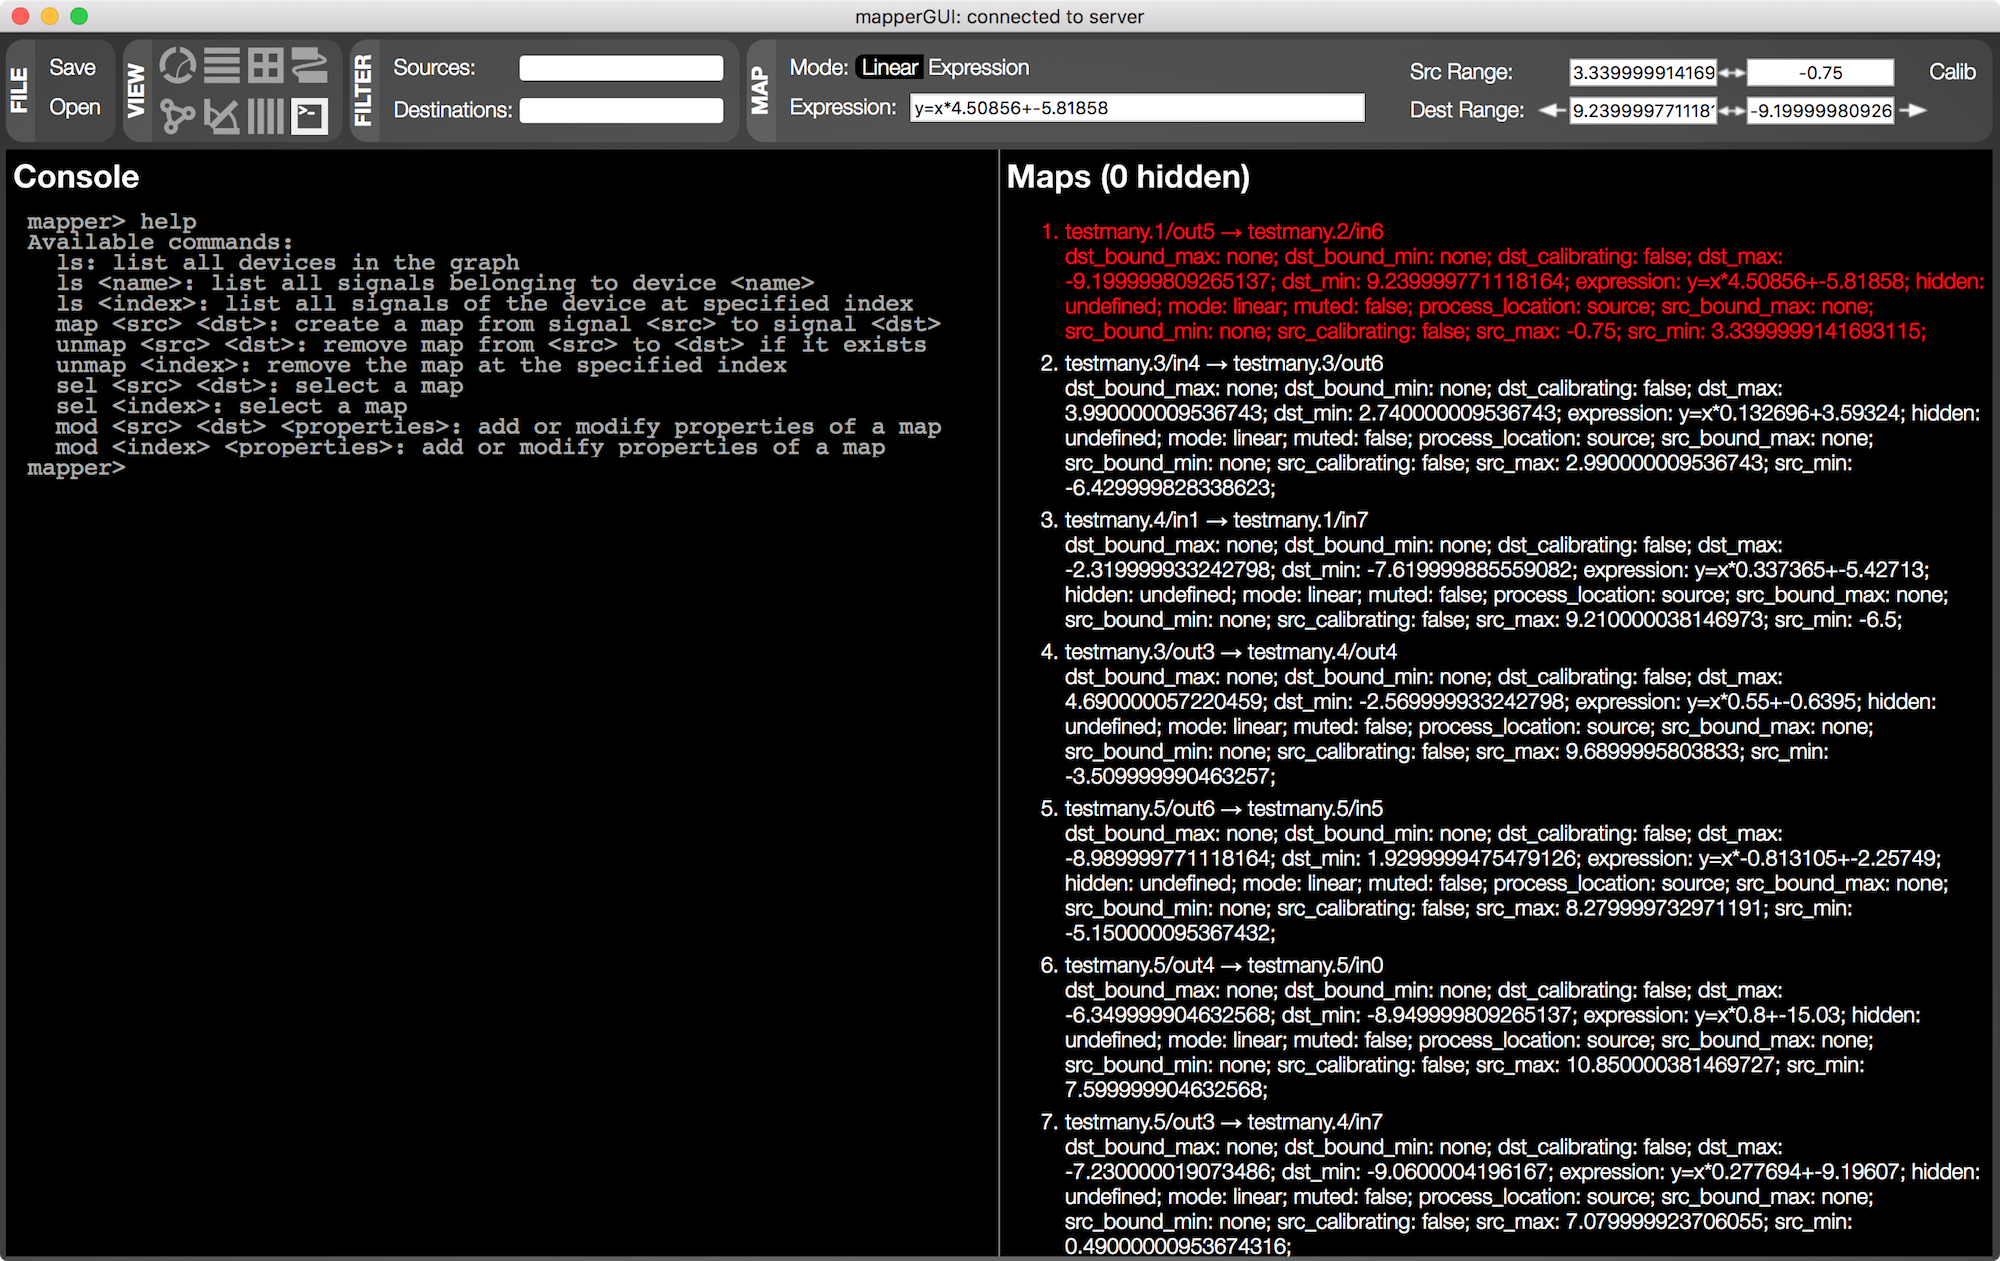 mapperGUI: connected to server
FILE
Save
Open
VIEW
FILTER
Sources:
Destinations:
MAP
Mode: Linear Expression
Expression: y=x*4.50856+-5.81858
Src Range: 3.339999914169 -0.75 Calib
Dest Range: 9.239999771118 -9.19999980926
Console
mapper> help
Available commands:
ls: list all devices in the graph
ls <name>: list all signals belonging to device <name>
ls <index>: list all signals of the device at specified index
map <src> <dst>: create a map from signal <src> to signal <dst>
unmap <src> <dst>: remove map from <src> to <dst> if it exists
unmap <index>: remove the map at the specified index
sel <src> <dst>: select a map
sel <index>: select a map
mod <src> <dst> <properties>: add or modify properties of a map
mod <index> <properties>: add or modify properties of a map
mapper>
Maps (0 hidden)
1. testmany.1/out5 → testmany.2/in6
dst_bound_max: none; dst_bound_min: none; dst_calibrating: false; dst_max:
-9.199999809265137; dst_min: 9.239999771118164; expression: y=x*4.50856+-5.81858; hidden:
undefined; mode: linear; muted: false; process_location: source; src_bound_max: none;
src_bound_min: none; src_calibrating: false; src_max: -0.75; src_min: 3.3399999141693115;
2. testmany.3/in4 → testmany.3/out6
dst_bound_max: none; dst_bound_min: none; dst_calibrating: false; dst_max:
3.990000009536743; dst_min: 2.740000009536743; expression: y=x*0.132696+3.59324; hidden:
undefined; mode: linear; muted: false; process_location: source; src_bound_max: none;
src_bound_min: none; src_calibrating: false; src_max: 2.990000009536743; src_min:
-6.429999828338623;
3. testmany.4/in1 → testmany.1/in7
dst_bound_max: none; dst_bound_min: none; dst_calibrating: false; dst_max:
-2.319999933242798; dst_min: -7.619999885559082; expression: y=x*0.337365+-5.42713;
hidden: undefined; mode: linear; muted: false; process_location: source; src_bound_max: none;
src_bound_min: none; src_calibrating: false; src_max: 9.210000038146973; src_min: -6.5;
4. testmany.3/out3 → testmany.4/out4
dst_bound_max: none; dst_bound_min: none; dst_calibrating: false; dst_max:
4.690000057220459; dst_min: -2.569999933242798; expression: y=x*0.55+-0.6395; hidden:
undefined; mode: linear; muted: false; process_location: source; src_bound_max: none;
src_bound_min: none; src_calibrating: false; src_max: 9.6899995803833; src_min:
-3.509999990463257;
5. testmany.5/out6 → testmany.5/in5
dst_bound_max: none; dst_bound_min: none; dst_calibrating: false; dst_max:
-8.989999771118164; dst_min: 1.9299999475479126; expression: y=x*-0.813105+-2.25749;
hidden: undefined; mode: linear; muted: false; process_location: source; src_bound_max: none;
src_bound_min: none; src_calibrating: false; src_max: 8.279999732971191; src_min:
-5.150000095367432;
6. testmany.5/out4 → testmany.5/in0
dst_bound_max: none; dst_bound_min: none; dst_calibrating: false; dst_max:
-6.349999904632568; dst_min: -8.949999809265137; expression: y=x*0.8+-15.03; hidden:
undefined; mode: linear; muted: false; process_location: source; src_bound_max: none;
src_bound_min: none; src_calibrating: false; src_max: 10.850000381469727; src_min:
7.599999904632568;
7. testmany.5/out3 → testmany.4/in7
dst_bound_max: none; dst_bound_min: none; dst_calibrating: false; dst_max:
-7.230000019073486; dst_min: -9.0600004196167; expression: y=x*0.277694+-9.19607; hidden:
undefined; mode: linear; muted: false; process_location: source; src_bound_max: none;
src_bound_min: none; src_calibrating: false; src_max: 7.079999923706055; src_min:
0.49000000953674316;